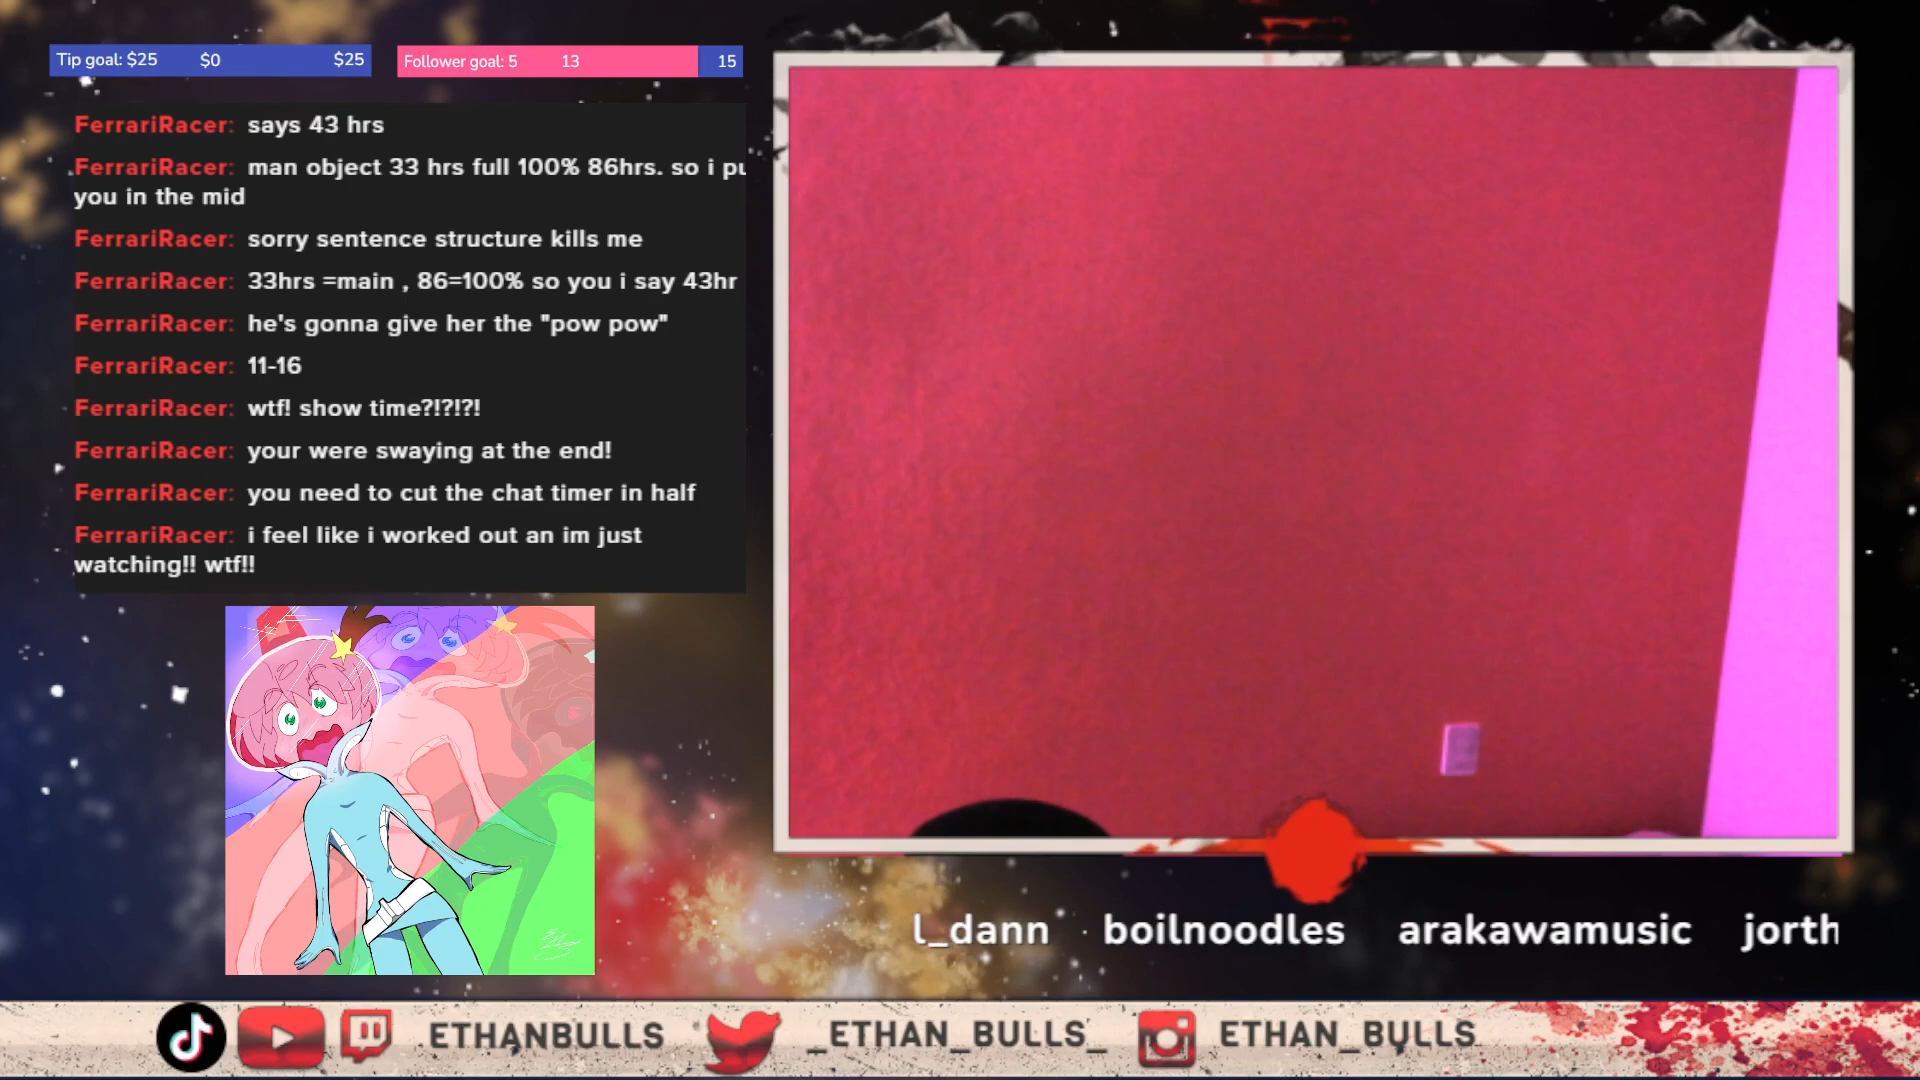 Tip goal: $25 $0 $25
Follower goal: 5 13 15
FerrariRacer: says 43 hrs
FerrariRacer: man object 33 hrs full 100% 86hrs. so i pu
you in the mid
FerrariRacer: sorry sentence structure kills me
FerrariRacer: 33hrs =main , 86=100% so you i say 43hr
FerrariRacer: he's gonna give her the "pow pow"
FerrariRacer: 11-16
FerrariRacer: wtf! show time?!?!?!
FerrariRacer: your were swaying at the end!
FerrariRacer: you need to cut the chat timer in half
FerrariRacer: i feel like i worked out an im just
watching!! wtf!!
l_dann boilnoodles arakawamusic jorth
ETHANBULLS _ETHAN_BULLS_ ETHAN_BULLS